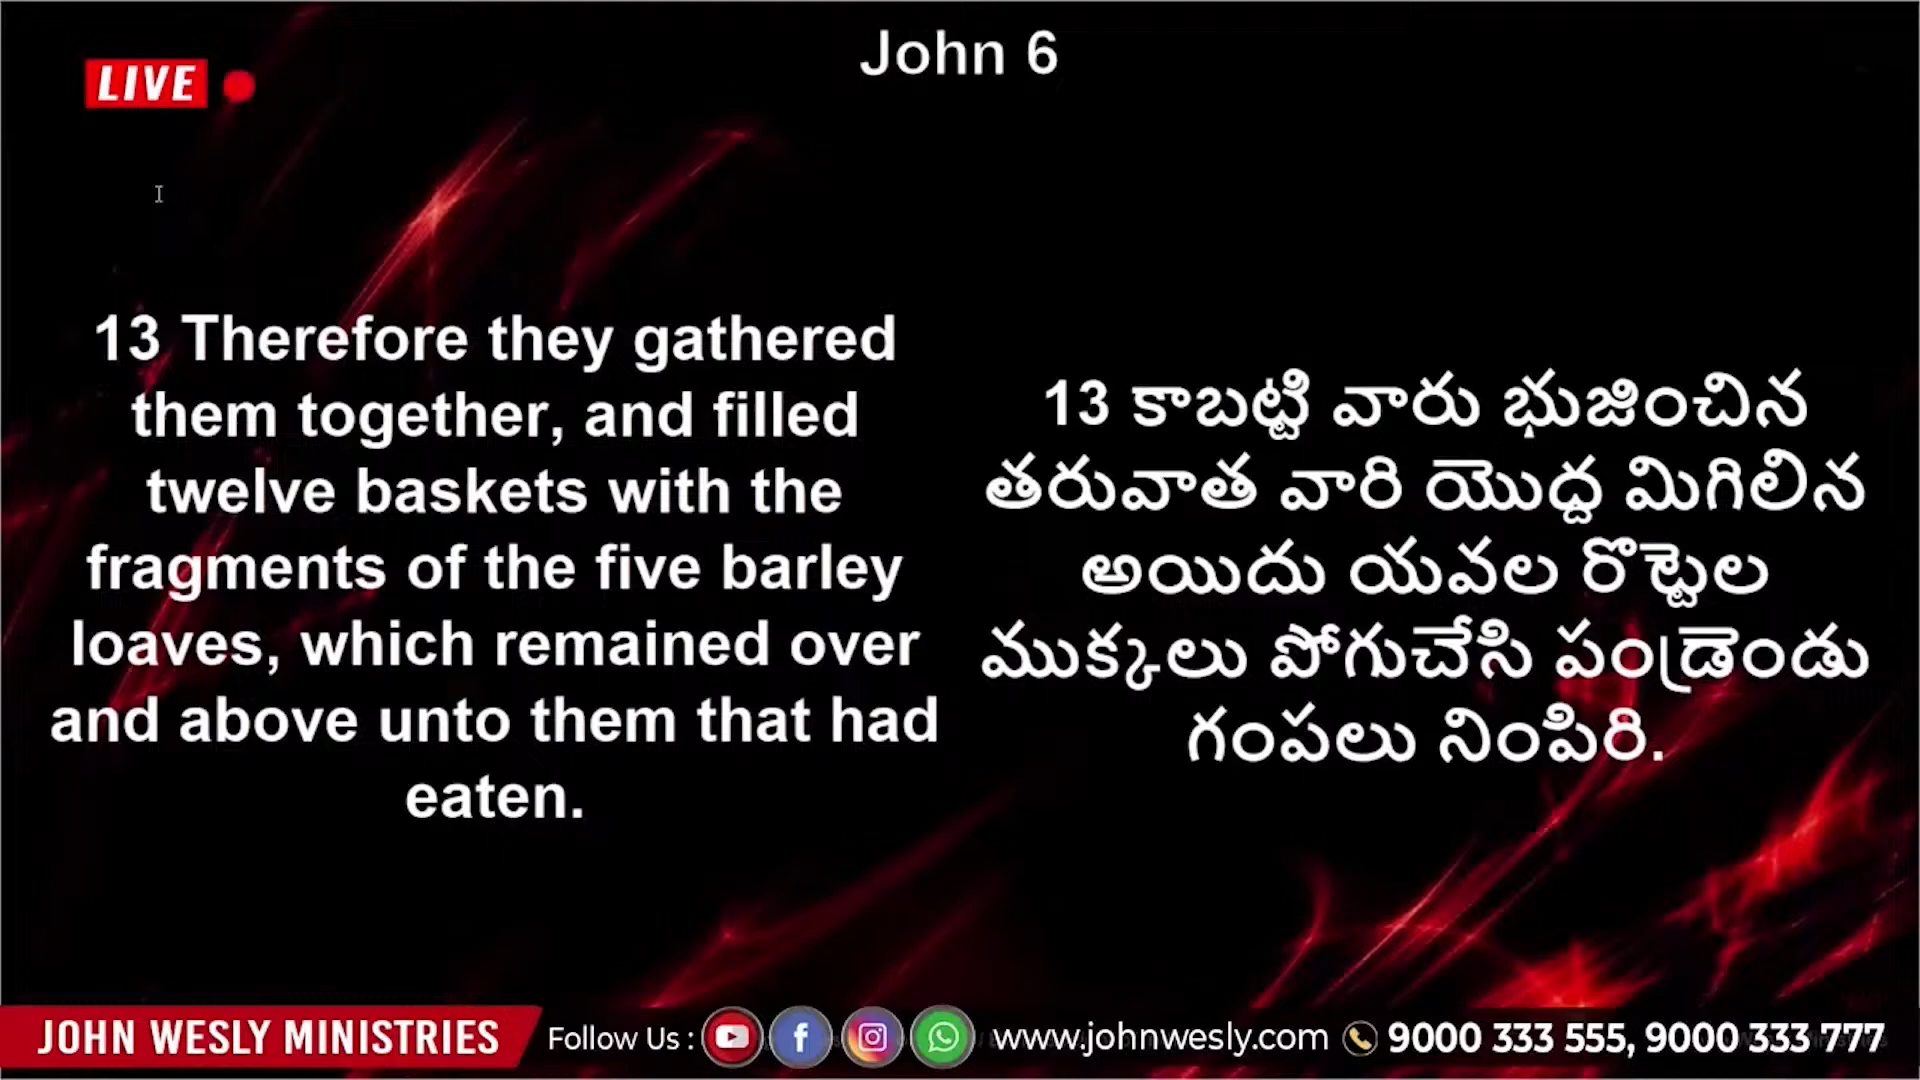 John 6
LIVE
13 Therefore they gathered
them together, and filled
twelve baskets with the
fragments of the five barley
loaves, which remained over
and above unto them that had
eaten.
13 కాబట్టి వారు భుజించిన
తరువాత వారి యొద్ద మిగిలిన
అయిదు యవల రొట్టెల
ముక్కలు పోగుచేసి పండ్రెండు
గంపలు నింపిరి.
JOHN WESLY MINISTRIES
Follow Us :
www.johnwesly.com
9000 333 555, 9000 333 777